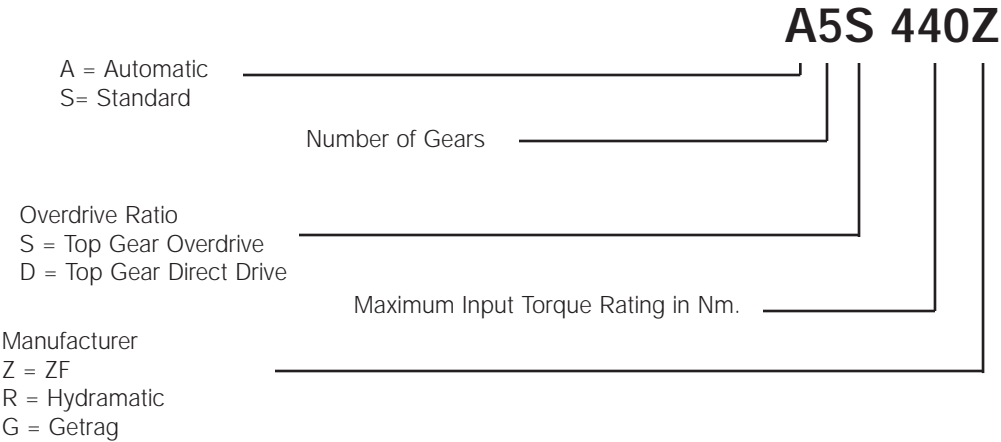 A5S 440Z
A = Automatic
S= Standard
Number of Gears
Overdrive Ratio
S = Top Gear Overdrive
D = Top Gear Direct Drive
Maximum Input Torque Rating in Nm.
Manufacturer
Z = ZF
R = Hydramatic
G = Getrag